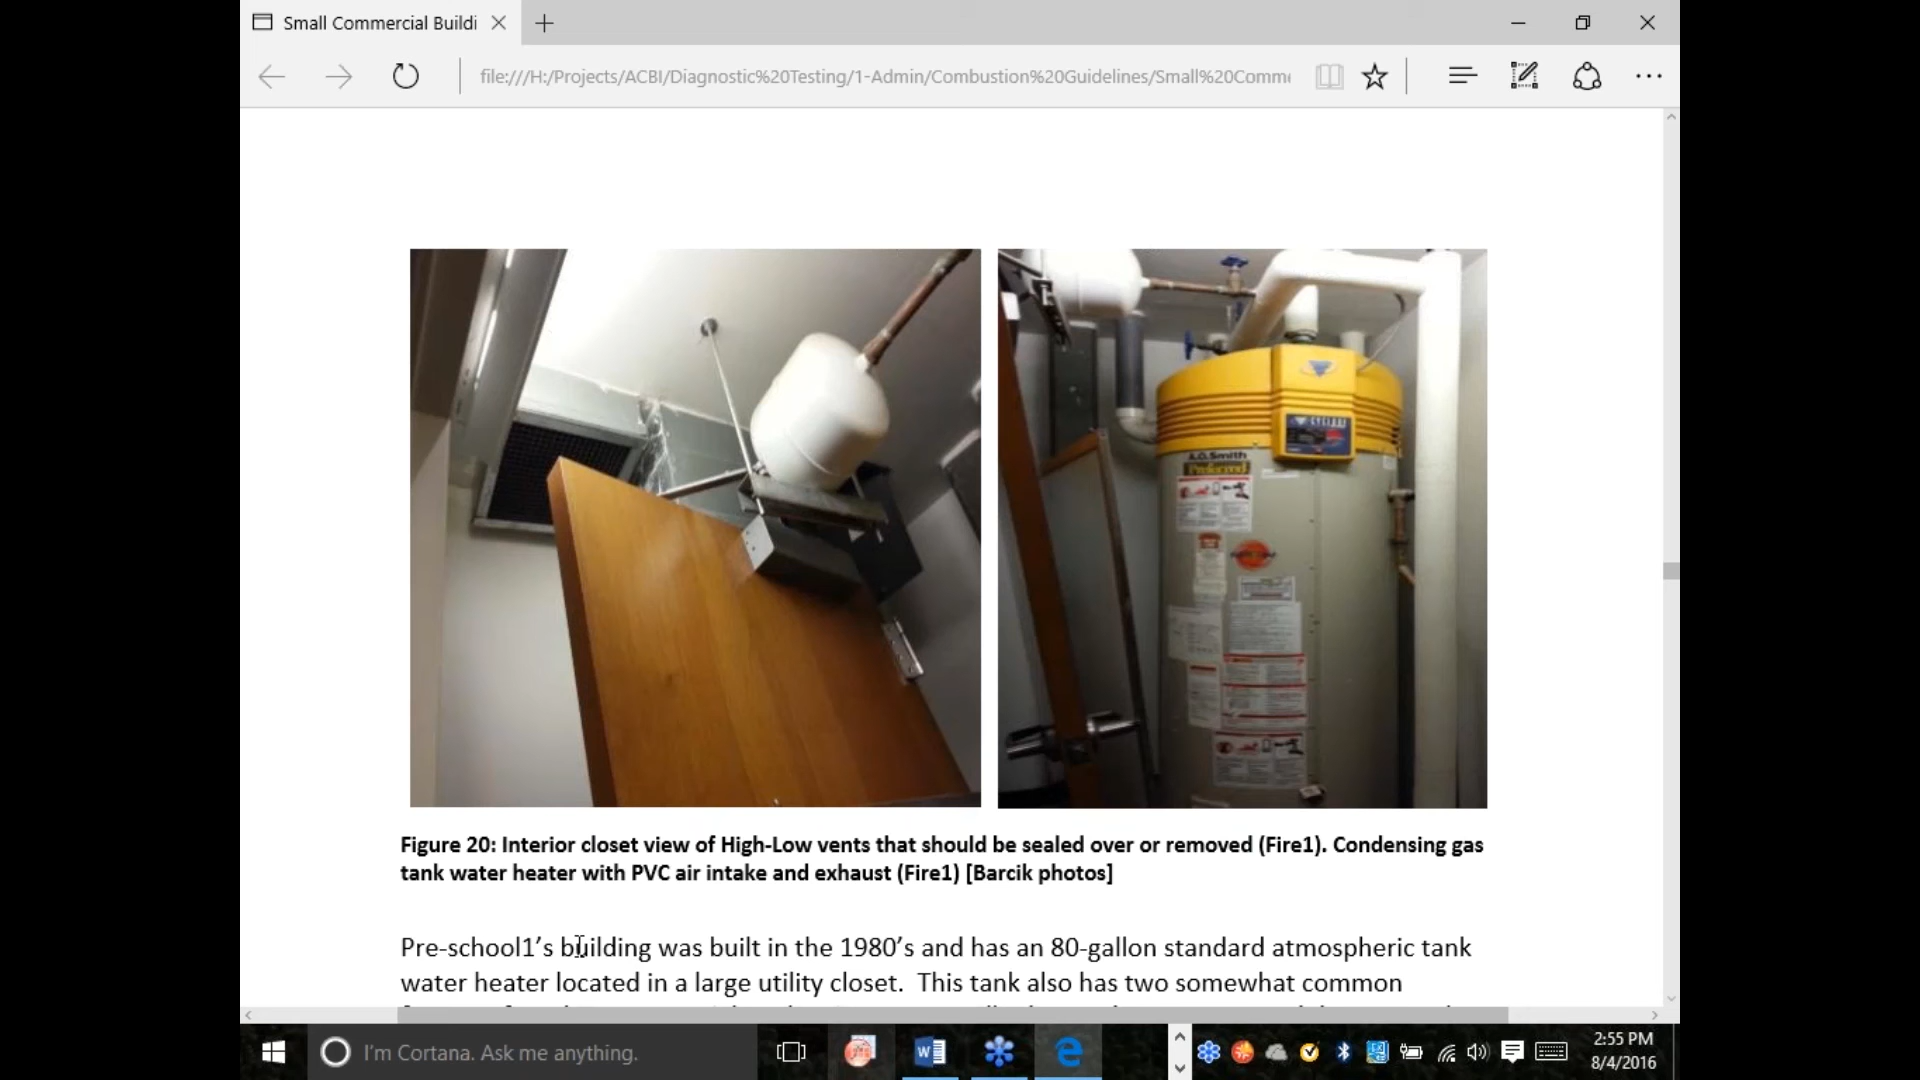 Small Commercial Buildi
file:///H:/Projects/ACBI/Diagnostic%20Testing/1-Admin/Combustion%20Guidelines/Small%20Comme
A.O.Smith
Preferred
Figure 20: Interior closet view of High-Low vents that should be sealed over or removed (Fire1). Condensing gas
tank water heater with PVC air intake and exhaust (Fire1) [Barcik photos]
Pre-school1’s building was built in the 1980’s and has an 80-gallon standard atmospheric tank
water heater located in a large utility closet. This tank also has two somewhat common
I'm Cortana. Ask me anything.
2:55 PM
8/4/2016